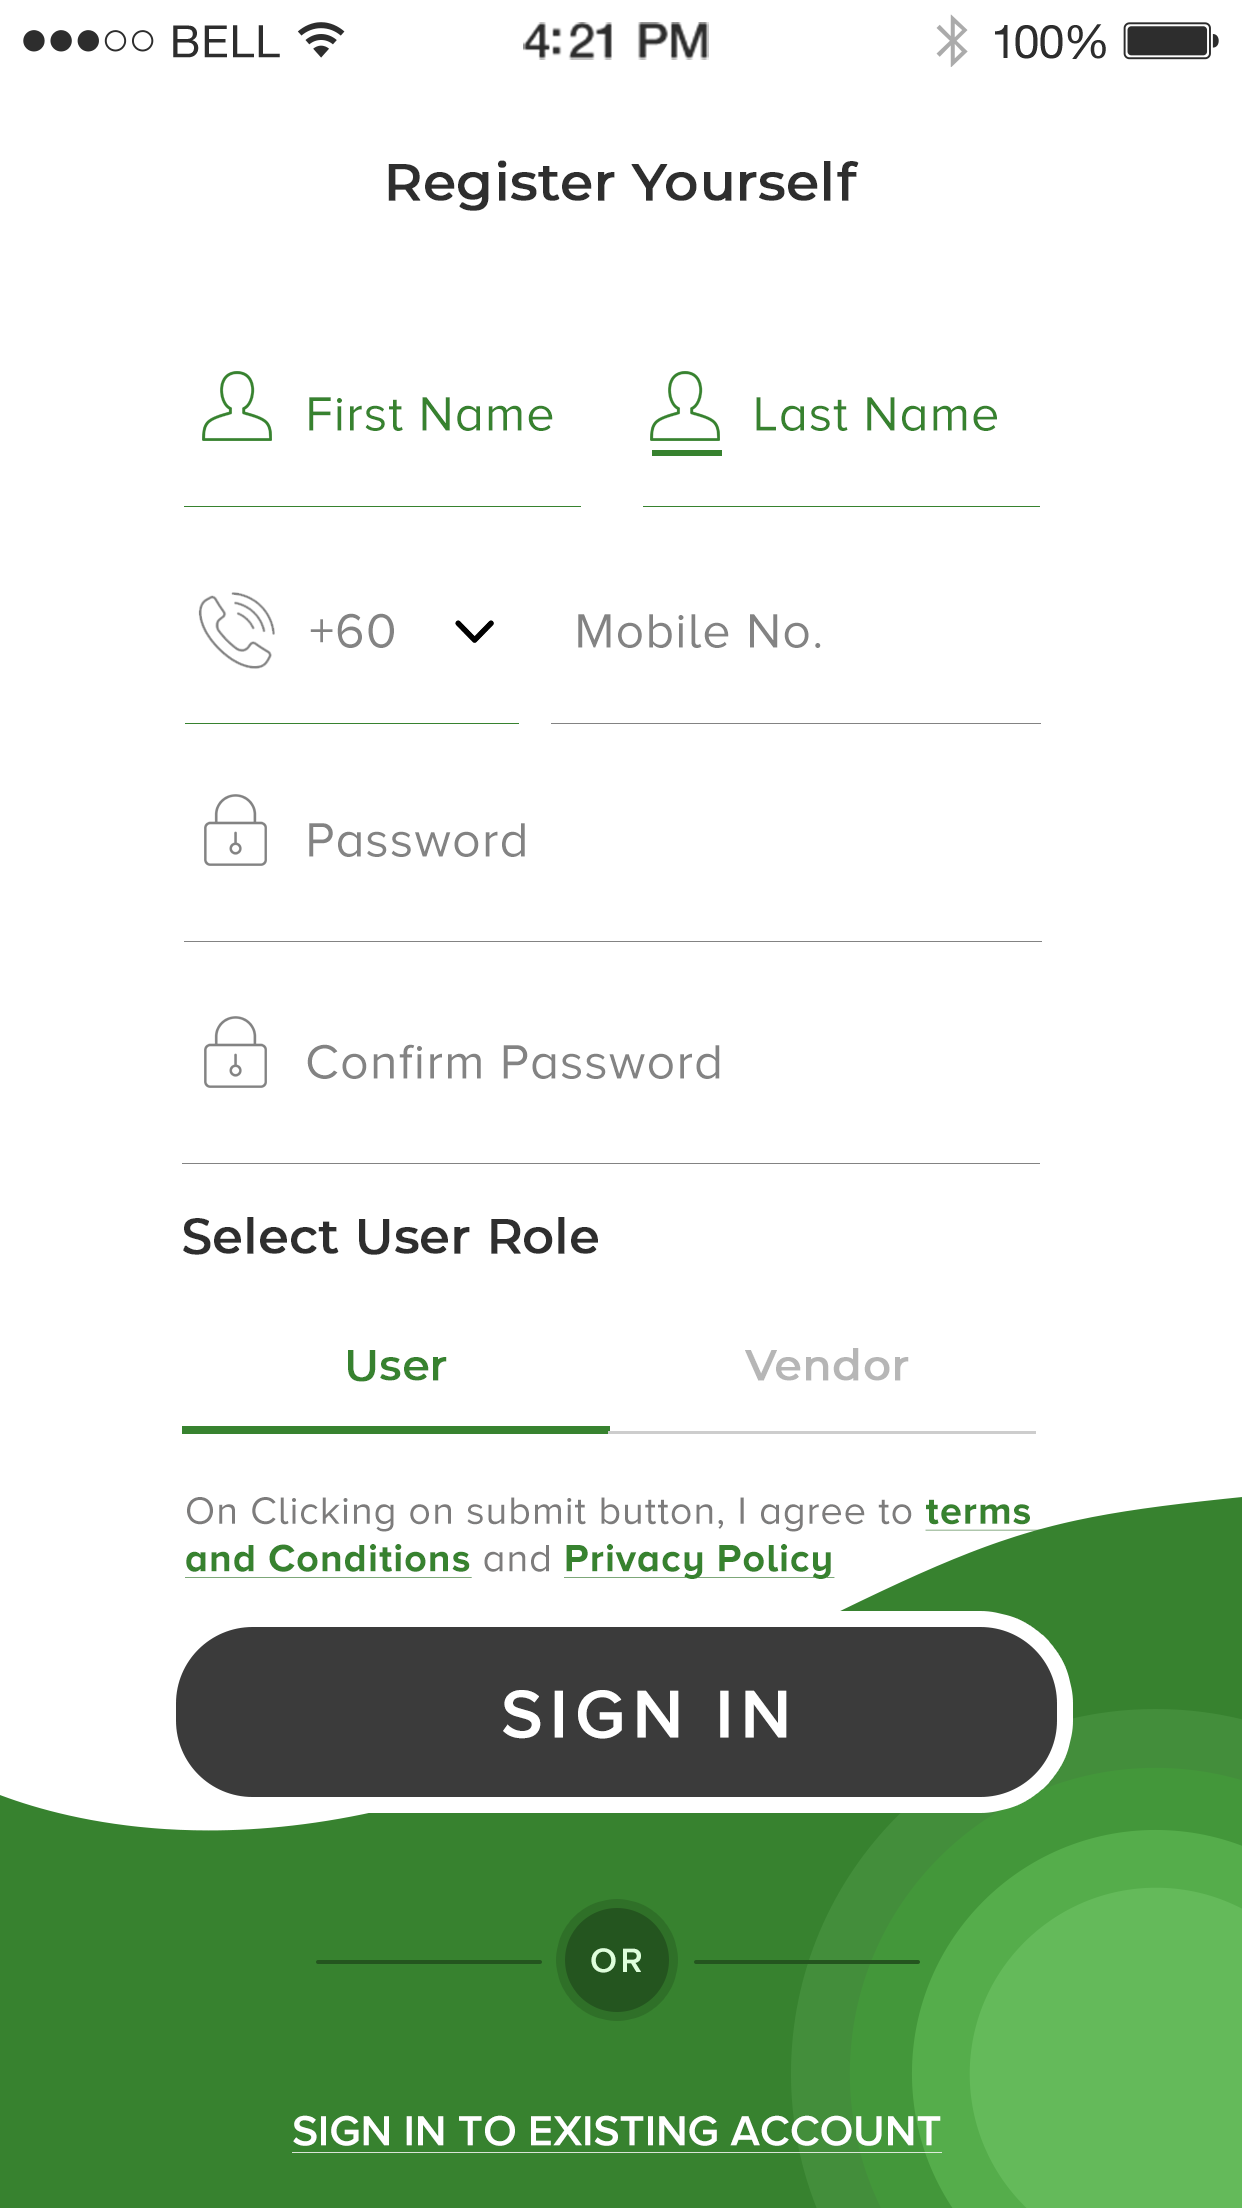 BELL 4:21 PM 100%
Register Yourself
First Name Last Name
+60 Mobile No.
Password
Confirm Password
Select User Role
User Vendor
On Clicking on submit button, I agree to terms
and Conditions and Privacy Policy
SIGN IN
OR
SIGN IN TO EXISTING ACCOUNT